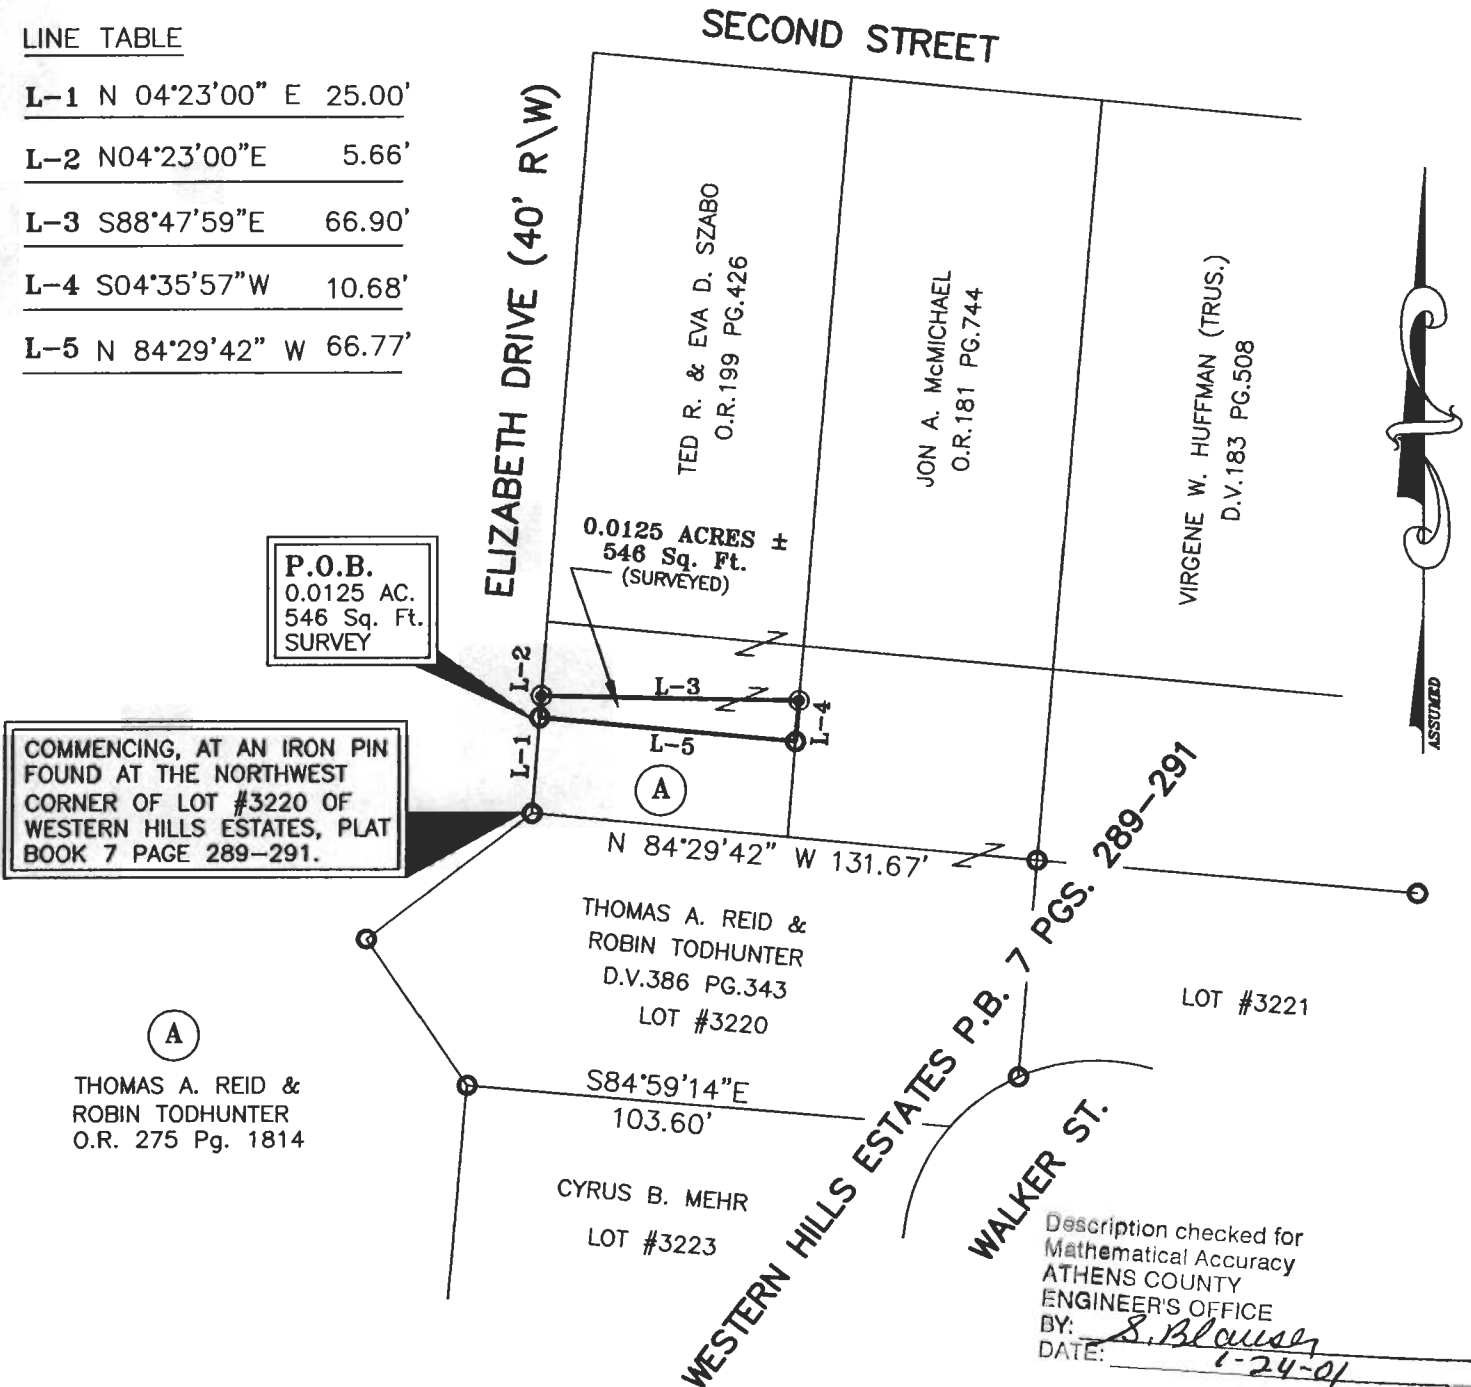 SECOND STREET
LINE TABLE
L-1 N 04°23'00" E 25.00'
L-2 N04°23'00"E 5.66'
L-3 S88°47'59"E 66.90'
L-4 S04°35'57"W 10.68'
L-5 N 84°29'42" W 66.77'
ELIZABETH DRIVE (40' R\W)
TED R. & EVA D. SZABO
O.R.199 PG.426
JON A. McMICHAEL
O.R.181 PG.744
VIRGENE W. HUFFMAN (TRUS.)
D.V.183 PG.508
ASSUMED
0.0125 ACRES ±
546 Sq. Ft.
(SURVEYED)
P.O.B.
0.0125 AC.
546 Sq. Ft.
SURVEY
L-2
L-3
L-4
L-1
L-5
A
COMMENCING, AT AN IRON PIN
FOUND AT THE NORTHWEST
CORNER OF LOT #3220 OF
WESTERN HILLS ESTATES, PLAT
BOOK 7 PAGE 289-291.
N 84°29'42" W 131.67'
THOMAS A. REID &
ROBIN TODHUNTER
D.V.386 PG.343
LOT #3220
LOT #3221
WESTERN HILLS ESTATES P.B. 7 PGS. 289-291
A
THOMAS A. REID &
ROBIN TODHUNTER
O.R. 275 Pg. 1814
S84°59'14"E
103.60'
CYRUS B. MEHR
LOT #3223
WALKER ST.
Description checked for
Mathematical Accuracy
ATHENS COUNTY
ENGINEER'S OFFICE
BY: S. Blauser
DATE: 1-24-01